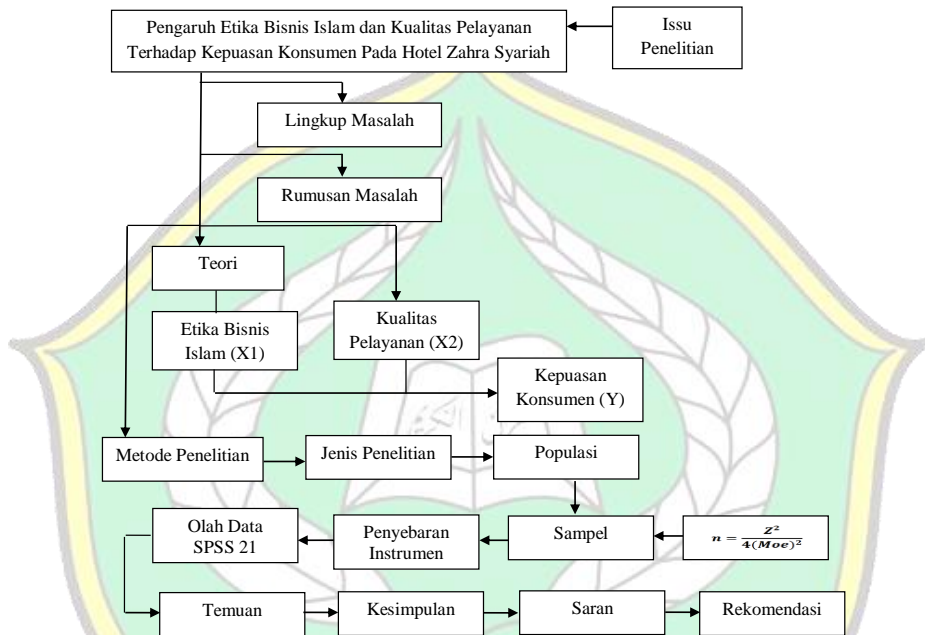 Pengaruh Etika Bisnis Islam dan Kualitas Pelayanan
Terhadap Kepuasan Konsumen Pada Hotel Zahra Syariah
Issu
Penelitian
Lingkup Masalah
Rumusan Masalah
Teori
Etika Bisnis
Islam (X1)
Kualitas
Pelayanan (X2)
Kepuasan
Konsumen (Y)
Metode Penelitian
Jenis Penelitian
Populasi
Olah Data
SPSS 21
Penyebaran
Instrumen
Sampel
n = Z² / 4(Moe)²
Temuan
Kesimpulan
Saran
Rekomendasi